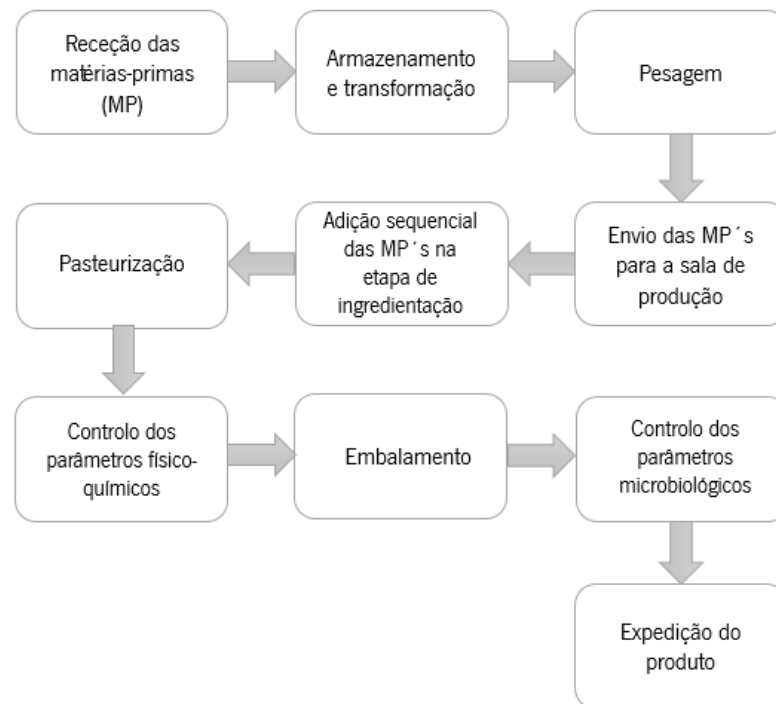 Receção das
matérias-primas
(MP)
Armazenamento
e transformação
Pesagem
Envio das MP´s
para a sala de
produção
Adição sequencial
das MP´s na
etapa de
ingredientação
Pasteurização
Controlo dos
parâmetros físico-
químicos
Embalamento
Controlo dos
parâmetros
microbiológicos
Expedição do
produto